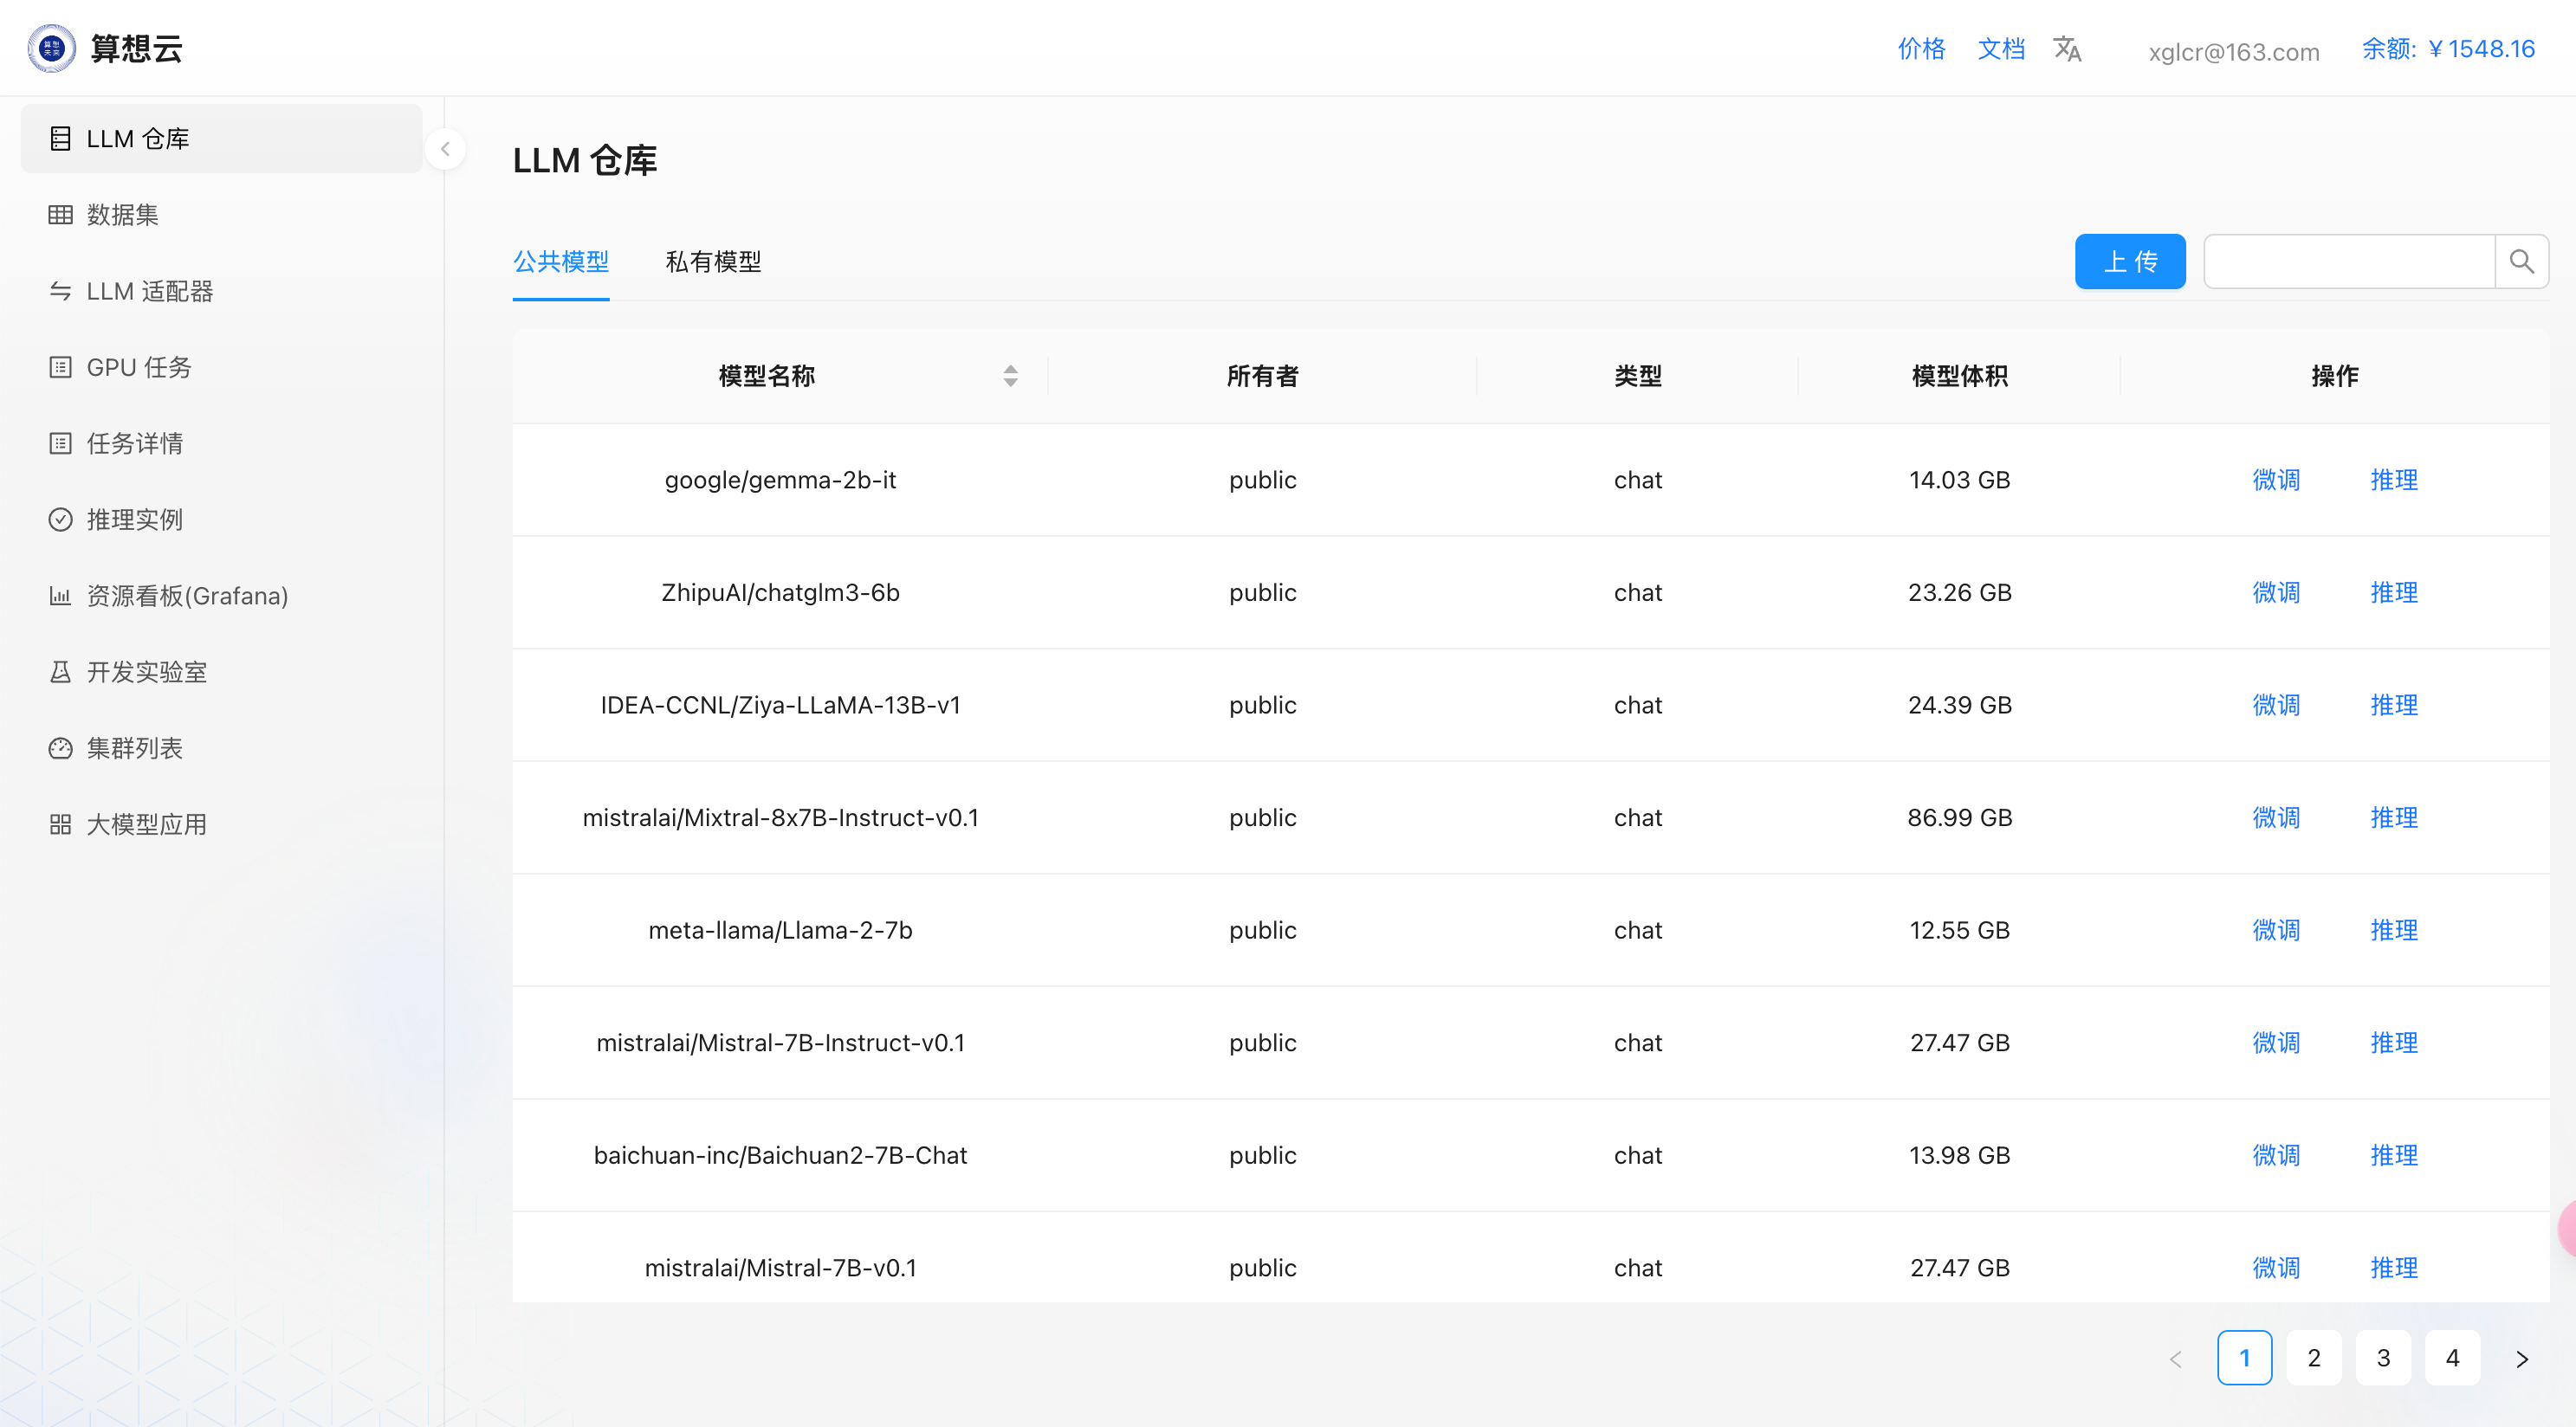 算想
未来
算想云
价格 文档 xglcr@163.com 余额: ¥1548.16
LLM 仓库
数据集
LLM 适配器
GPU 任务
任务详情
推理实例
资源看板(Grafana)
开发实验室
集群列表
大模型应用
LLM 仓库
公共模型 私有模型 上传
模型名称 所有者 类型 模型体积 操作
google/gemma-2b-it public chat 14.03 GB 微调 推理
ZhipuAI/chatglm3-6b public chat 23.26 GB 微调 推理
IDEA-CCNL/Ziya-LLaMA-13B-v1 public chat 24.39 GB 微调 推理
mistralai/Mixtral-8x7B-Instruct-v0.1 public chat 86.99 GB 微调 推理
meta-llama/Llama-2-7b public chat 12.55 GB 微调 推理
mistralai/Mistral-7B-Instruct-v0.1 public chat 27.47 GB 微调 推理
baichuan-inc/Baichuan2-7B-Chat public chat 13.98 GB 微调 推理
mistralai/Mistral-7B-v0.1 public chat 27.47 GB 微调 推理
1 2 3 4